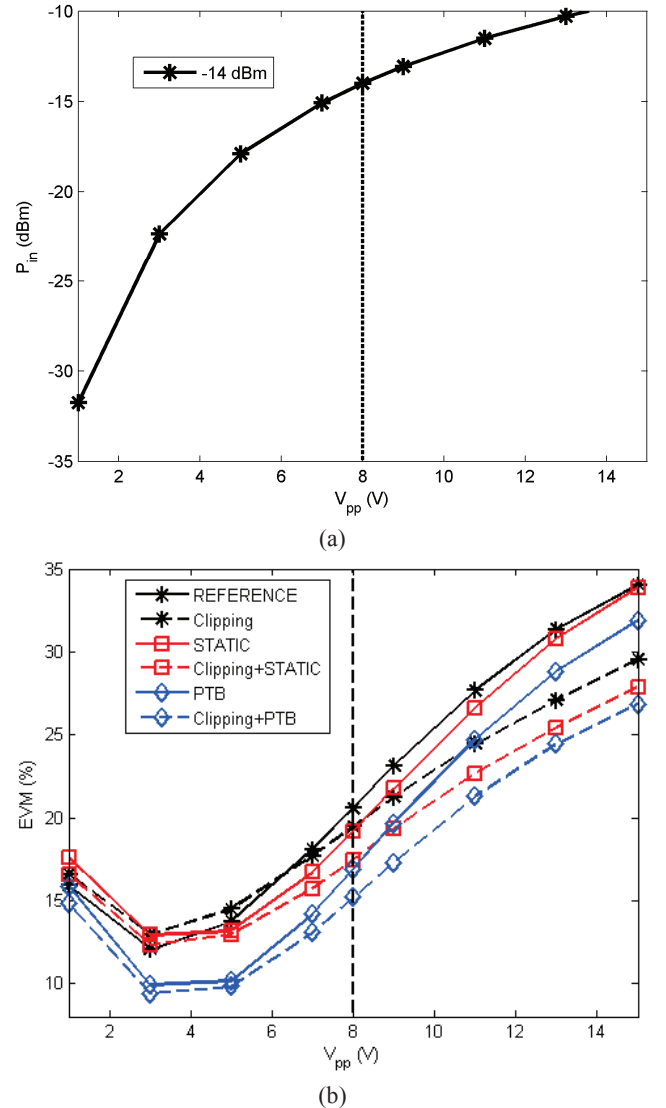 -10
-15
-20
-25
-30
-35
P_in (dBm)
-14 dBm
2 4 6 8 10 12 14
V_pp (V)
(a)
35
30
25
20
15
10
EVM (%)
REFERENCE
Clipping
STATIC
Clipping+STATIC
PTB
Clipping+PTB
2 4 6 8 10 12 14
V_pp (V)
(b)